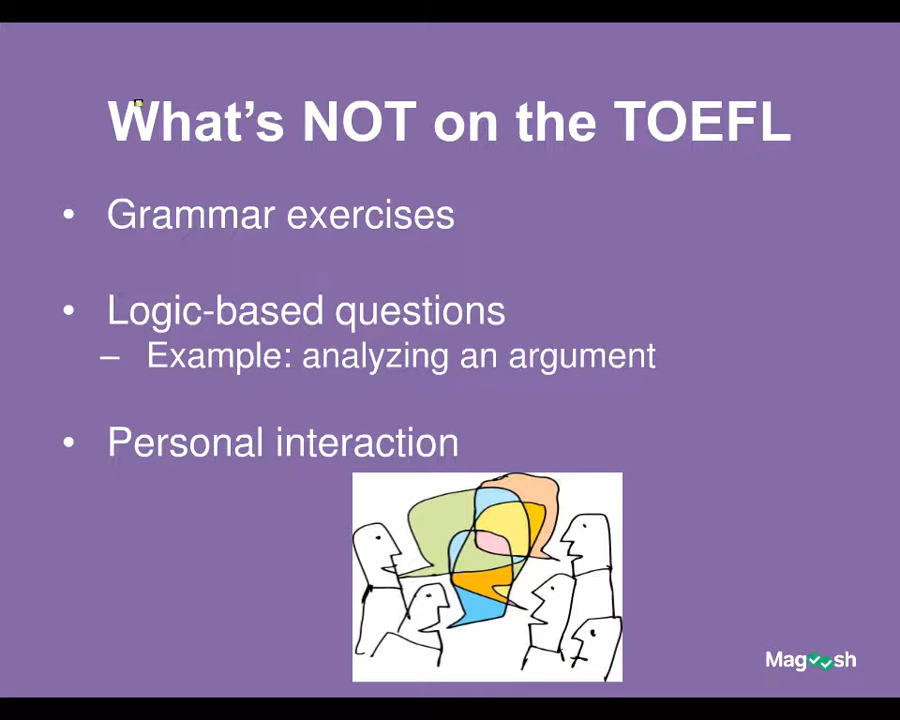 What's NOT on the TOEFL
• Grammar exercises
• Logic-based questions
– Example: analyzing an argument
• Personal interaction
Magoosh